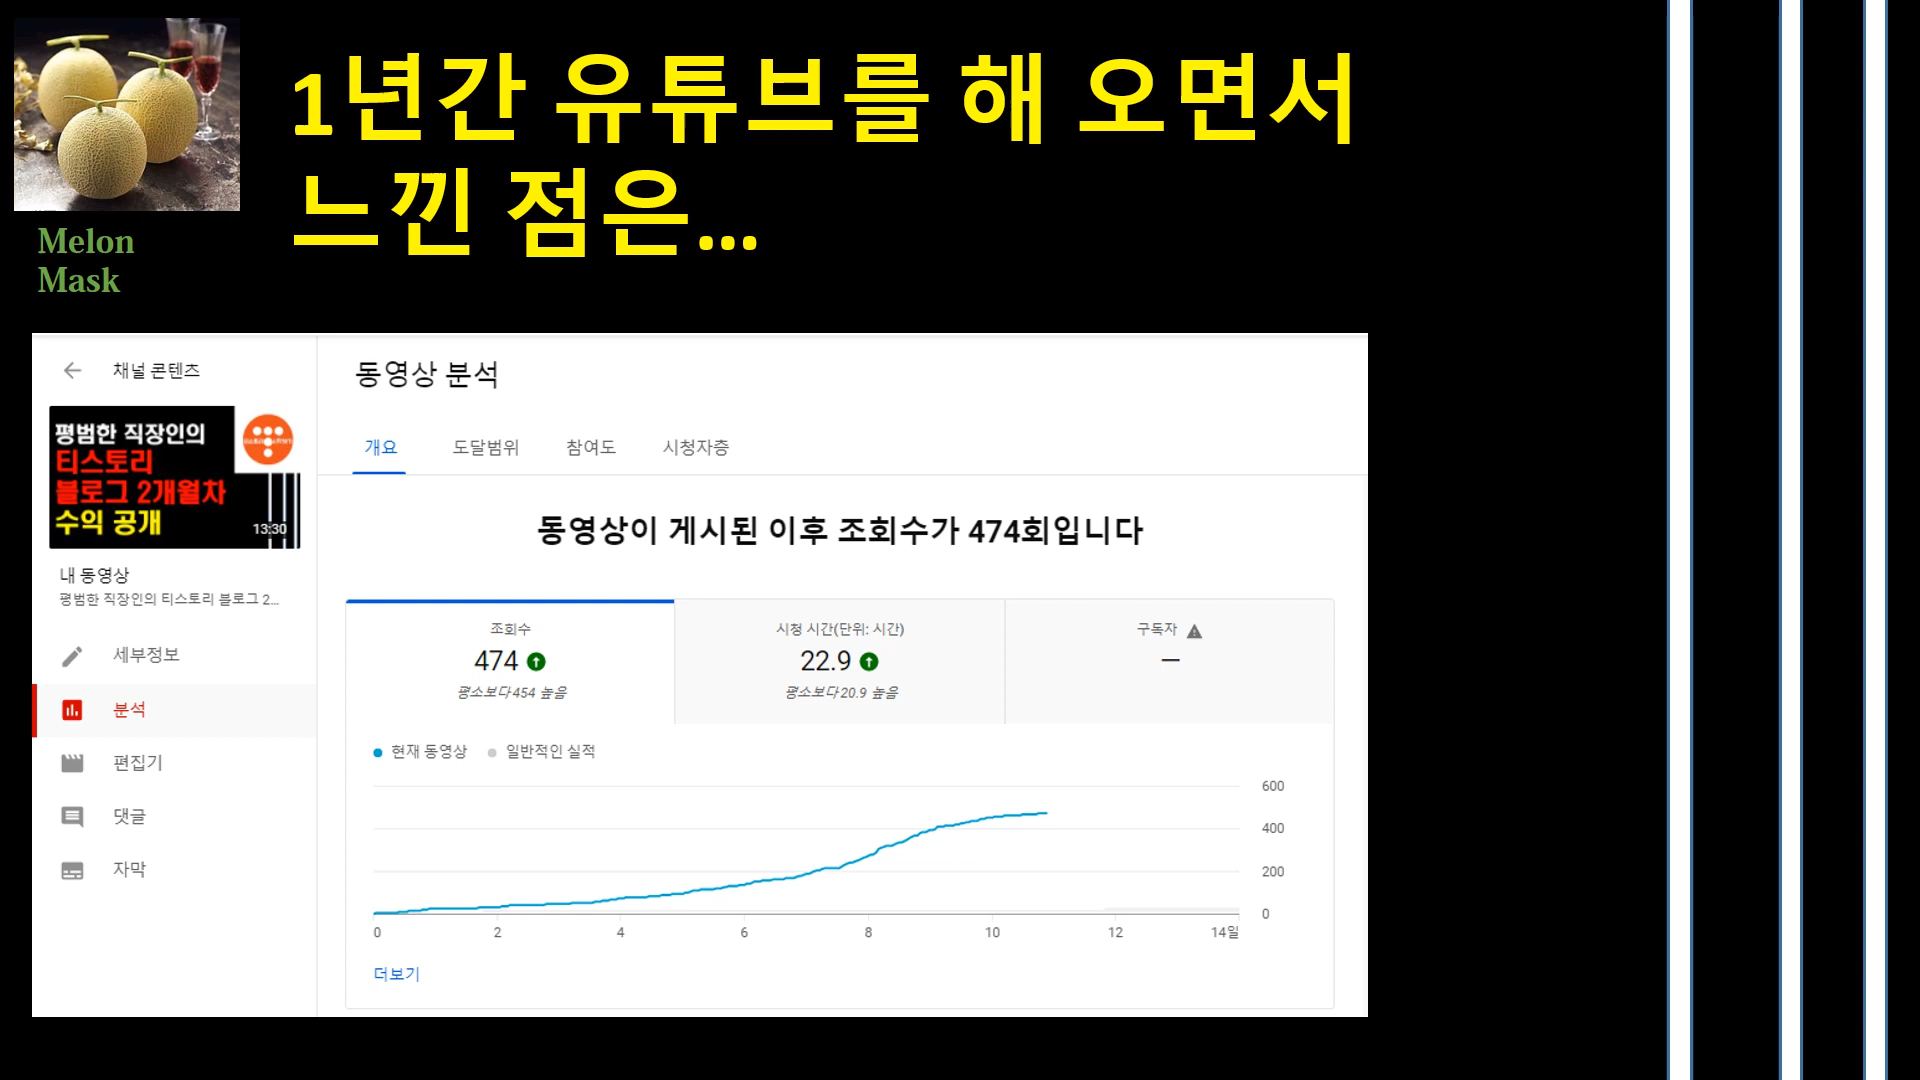 1년간 유튜브를 해 오면서
느낀 점은...
Melon
Mask
채널 콘텐츠
평범한 직장인의
티스토리
블로그 2개월차
수익 공개
13:30
내 동영상
평범한 직장인의 티스토리 블로그 2...
세부정보
분석
편집기
댓글
자막
동영상 분석
개요 도달범위 참여도 시청자층
동영상이 게시된 이후 조회수가 474회입니다
조회수
474
평소보다 454 높음
시청 시간(단위: 시간)
22.9
평소보다 20.9 높음
구독자
—
현재 동영상 일반적인 실적
600
400
200
0
0 2 4 6 8 10 12 14일
더보기